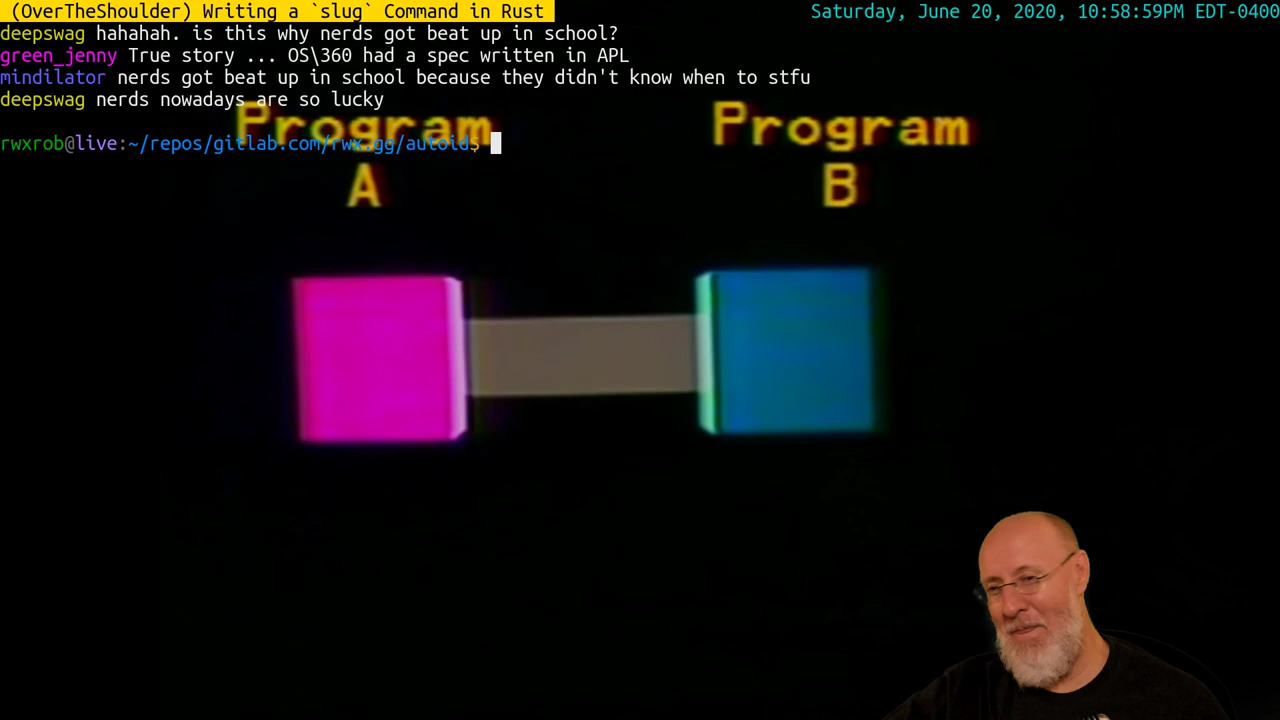 (OverTheShoulder) Writing a `slug` Command in Rust
Saturday, June 20, 2020, 10:58:59PM EDT-0400
deepswag hahahah. is this why nerds got beat up in school?
green_jenny True story ... OS\360 had a spec written in APL
mindilator nerds got beat up in school because they didn't know when to stfu
deepswag nerds nowadays are so lucky
Program
A
Program
B
rwxrob@live:~/repos/gitlab.com/rwx.gg/autoid$